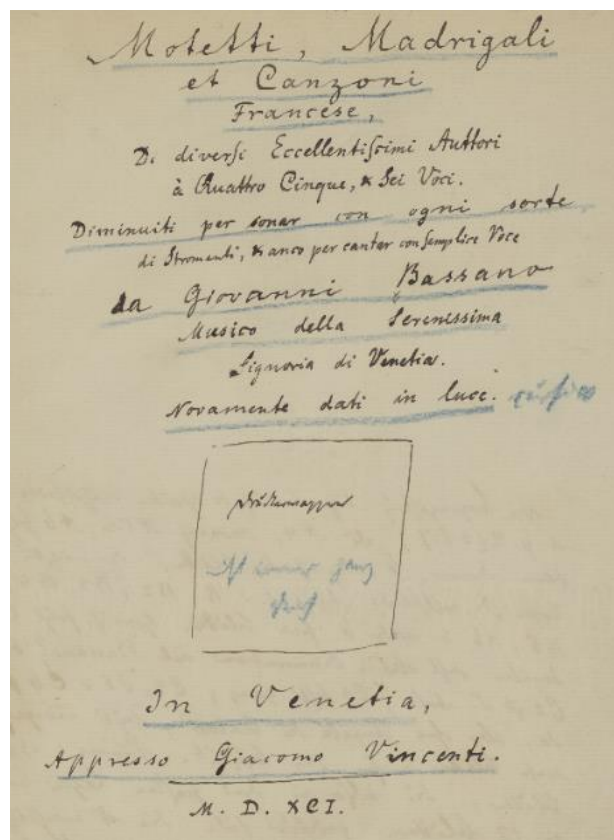 Motetti, Madrigali
et Canzoni
Francese,
Di diversi Eccellentissimi Auttori
à Quattro Cinque, & Sei Voci.
Diminuiti per sonar con ogni sorte
di Stromenti, & anco per cantar con semplice Voce
da Giovanni Bassano
Musico della Serenissima
Signoria di Venetia.
Novamente dati in luce.
In Venetia,
Appresso Giacomo Vincenti.
M. D. XCI.